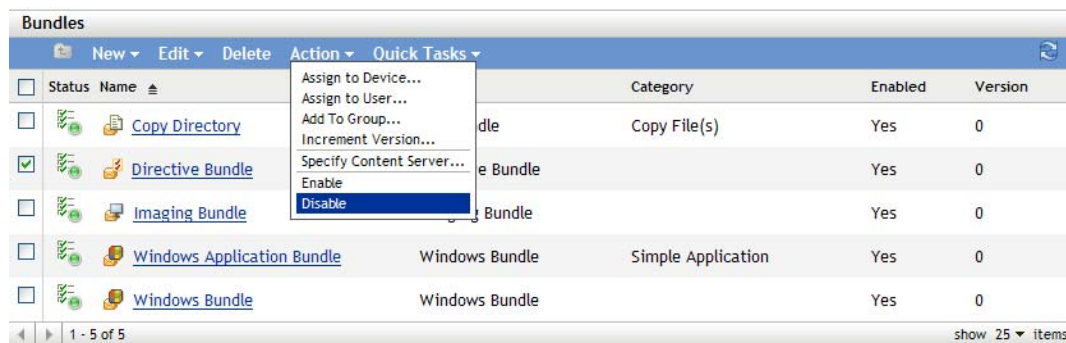 Bundles
New Edit Delete Action Quick Tasks
Status Name Category Enabled Version
Assign to Device...
Assign to User...
Add To Group...
Increment Version...
Specify Content Server...
Enable
Disable
Copy Directory Copy File(s) Yes 0
Directive Bundle Bundle Yes 0
Imaging Bundle Bundle Yes 0
Windows Application Bundle Windows Bundle Simple Application Yes 0
Windows Bundle Windows Bundle Yes 0
1 - 5 of 5 show 25 items